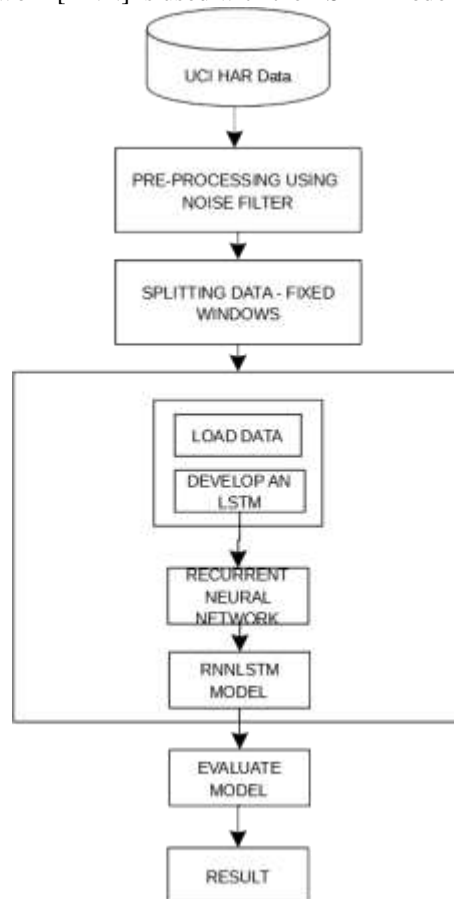 UCI HAR Data
PRE-PROCESSING USING
NOISE FILTER
SPLITTING DATA - FIXED
WINDOWS
LOAD DATA
DEVELOP AN
LSTM
RECURRENT
NEURAL
NETWORK
RNNLSTM
MODEL
EVALUATE
MODEL
RESULT